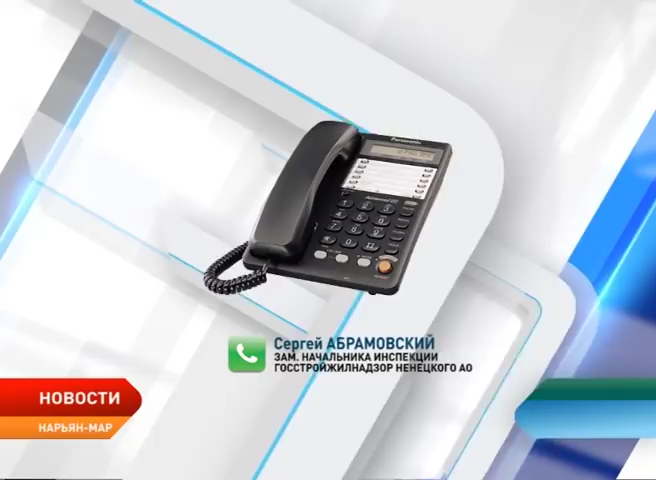 Panasonic
Сергей АБРАМОВСКИЙ
ЗАМ. НАЧАЛЬНИКА ИНСПЕКЦИИ
ГОССТРОЙЖИЛНАДЗОР НЕНЕЦКОГО АО
НОВОСТИ
НАРЬЯН-МАР